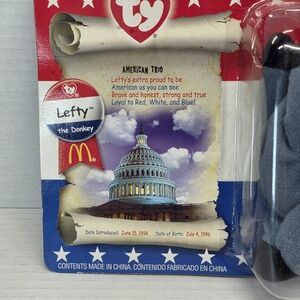 ty
AMERICAN TRIO
Lefty's extra proud to be
American as you can see
Brave and honest, strong and true
Loyal to Red, White, and Blue!
ty
Lefty™
the Donkey
M
Date Introduced: June 15, 1996 Date of Birth: July 4, 1996
CONTENTS MADE IN CHINA. CONTENIDO FABRICADO EN CHINA.